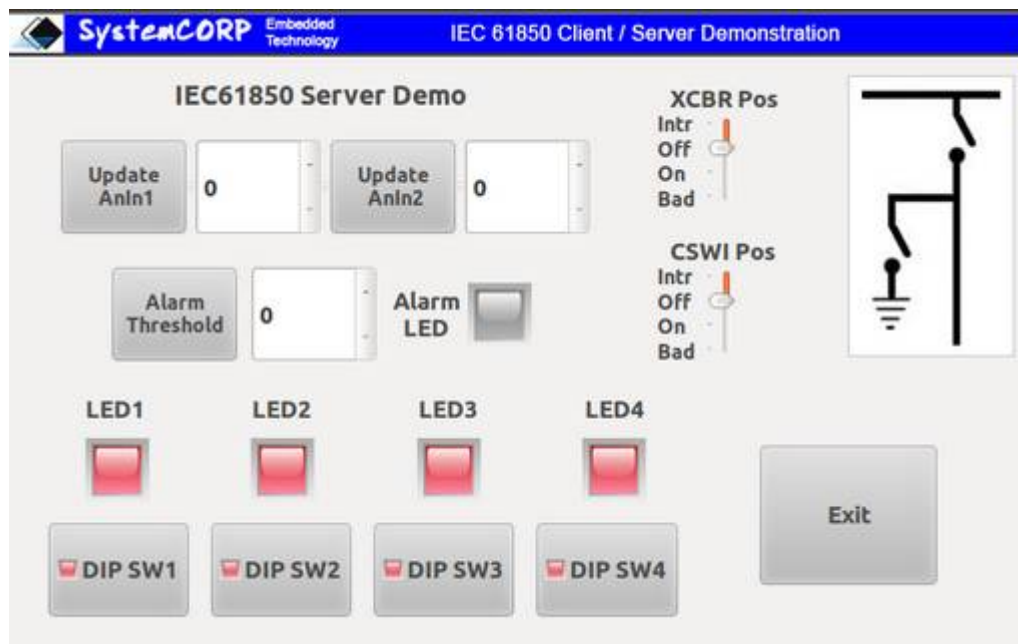 SystemCORP Embedded Technology
IEC 61850 Client / Server Demonstration
IEC61850 Server Demo
Update
AnIn1
0
Update
AnIn2
0
XCBR Pos
Intr
Off
On
Bad
Alarm
Threshold
0
Alarm
LED
CSWI Pos
Intr
Off
On
Bad
LED1
LED2
LED3
LED4
DIP SW1
DIP SW2
DIP SW3
DIP SW4
Exit